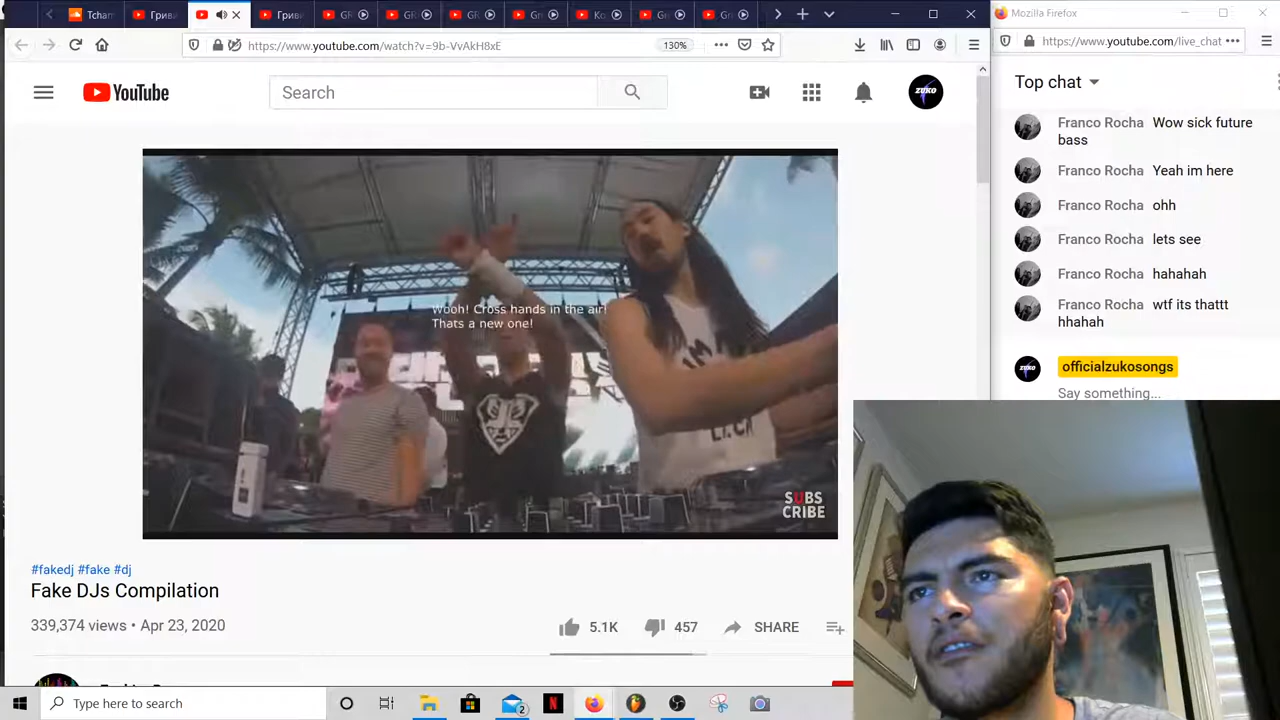 Tcham
Грива
Гриви
GR
GR
GR
Gr
Ko
Gr
Gr
Mozilla Firefox
https://www.youtube.com/watch?v=9b-VvAkH8xE
130%
https://www.youtube.com/live_chat
YouTube
Search
ZUKO
Top chat
Franco Rocha Wow sick future
bass
Franco Rocha Yeah im here
Franco Rocha ohh
Franco Rocha lets see
Franco Rocha hahahah
Franco Rocha wtf its thattt
hhahah
officialzukosongs
Say something...
Wooh! Cross hands in the air!
Thats a new one!
SUBS
CRIBE
#fakedj #fake #dj
Fake DJs Compilation
339,374 views • Apr 23, 2020
5.1K
457
SHARE
Type here to search
2